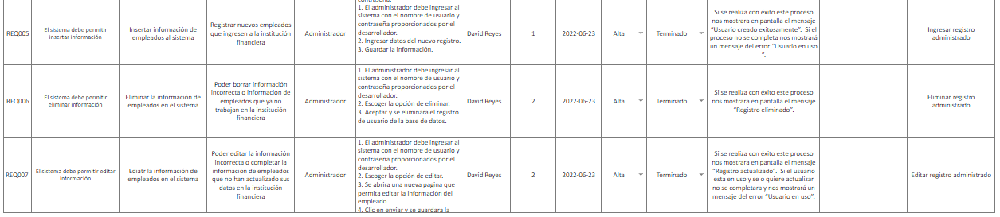 contraseña.
REQ005
El sistema debe permitir
insertar información
Insertar información de
empleados al sistema
Registrar nuevos empleados
que ingresen a la institución
financiera
Administrador
1. El administrador debe ingresar al
sistema con el nombre de usuario y
contraseña proporcionados por el
desarrollador.
2. Ingresar datos del nuevo registro.
3. Guardar la información.
David Reyes
1
2022-06-23
Alta
Terminado
Si se realiza con éxito este proceso
nos mostrara en pantalla el mensaje
“Usuario creado exitosamente”. Si el
proceso no se completa nos mostrará
un mensaje del error “Usuario en uso
”.
Ingresar registro
administrado
REQ006
El sistema debe permitir
eliminar información
Eliminar la información de
empleados en el sistema
Poder borrar información
incorrecta o informacion de
empleados que ya no
trabajan en la institución
financiera
Administrador
1. El administrador debe ingresar al
sistema con el nombre de usuario y
contraseña proporcionados por el
desarrollador.
2. Escoger la opción de eliminar.
3. Aceptar y se eliminara el registro
de usuario de la base de datos.
David Reyes
2
2022-06-23
Alta
Terminado
Si se realiza con éxito este proceso
nos mostrara en pantalla el mensaje
“Registro eliminado”.
Eliminar registro
administrado
REQ007
El sistema debe permitir editar
información
Ediatr la información de
empleados en el sistema
Poder editar la información
incorrecta o completar la
informacion de empleados
que no han actualizado sus
datos en la institución
financiera
Administrador
1. El administrador debe ingresar al
sistema con el nombre de usuario y
contraseña proporcionados por el
desarrollador.
2. Escoger la opción de editar.
3. Se abrira una nueva pagina que
permita editar la información del
empleado.
4. Clic en enviar y se guardara la
David Reyes
2
2022-06-23
Alta
Terminado
Si se realiza con éxito este proceso
nos mostrara en pantalla el mensaje
“Registro actualizado”. Si el usuario
esta en uso y se o quiere actualizar
no se completara y nos mostrará un
mensaje del error “Usuario en uso”.
Editar registro administrado